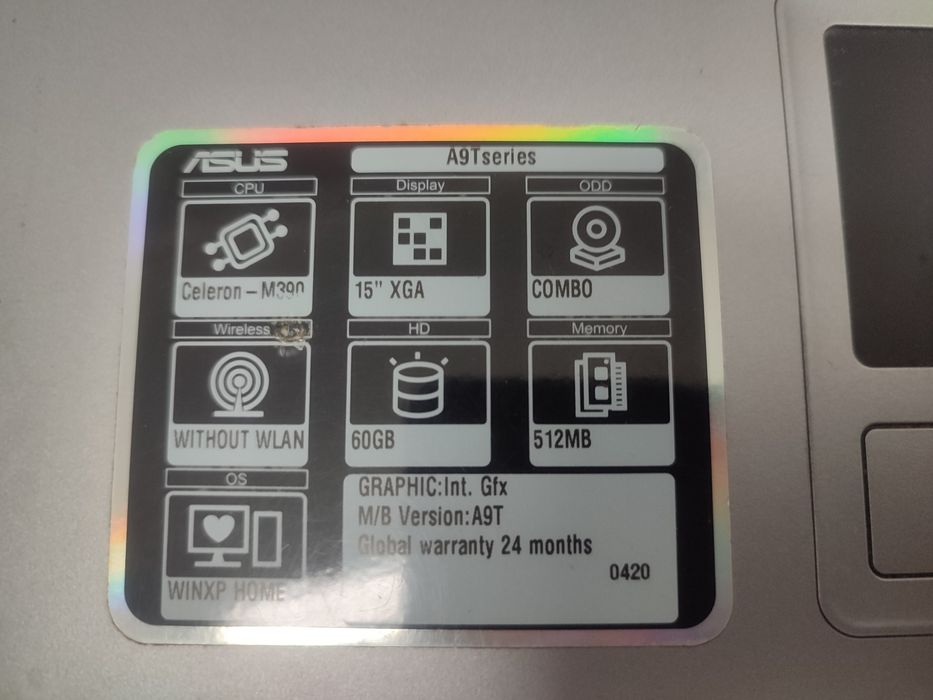 ASUS
A9Tseries
CPU
Display
ODD
Celeron-M390
15" XGA
COMBO
Wireless
HD
Memory
WITHOUT WLAN
60GB
512MB
OS
WINXP HOME
GRAPHIC:Int. Gfx
M/B Version:A9T
Global warranty 24 months
0420